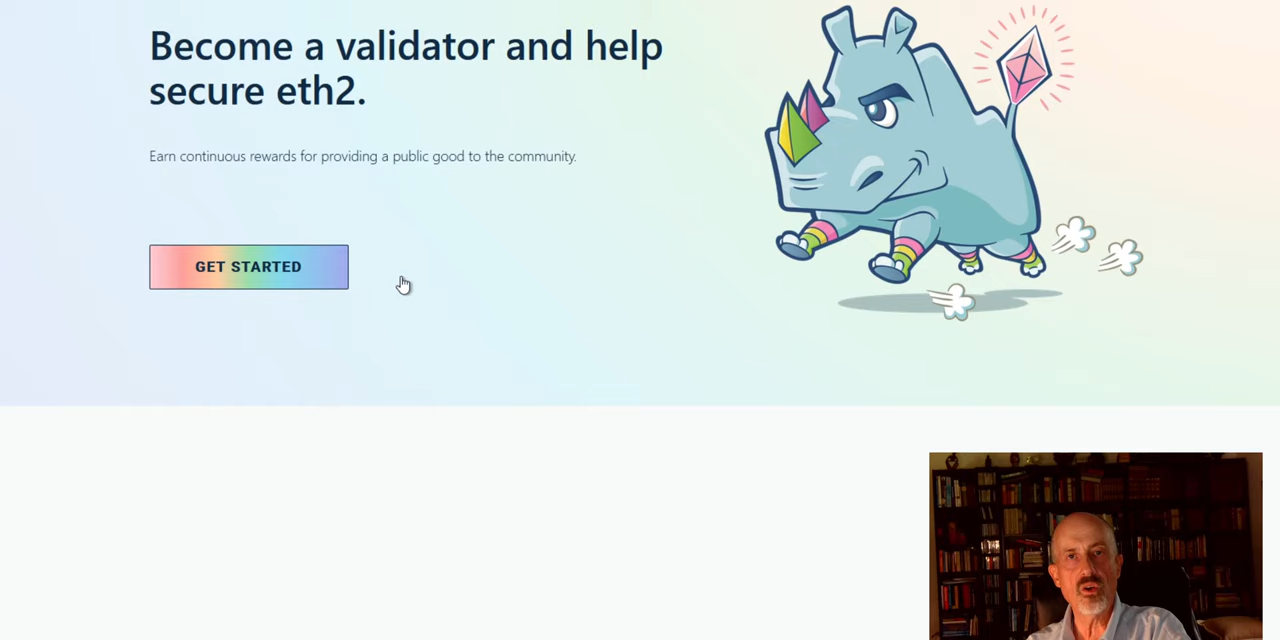 Become a validator and help
secure eth2.
Earn continuous rewards for providing a public good to the community.
GET STARTED